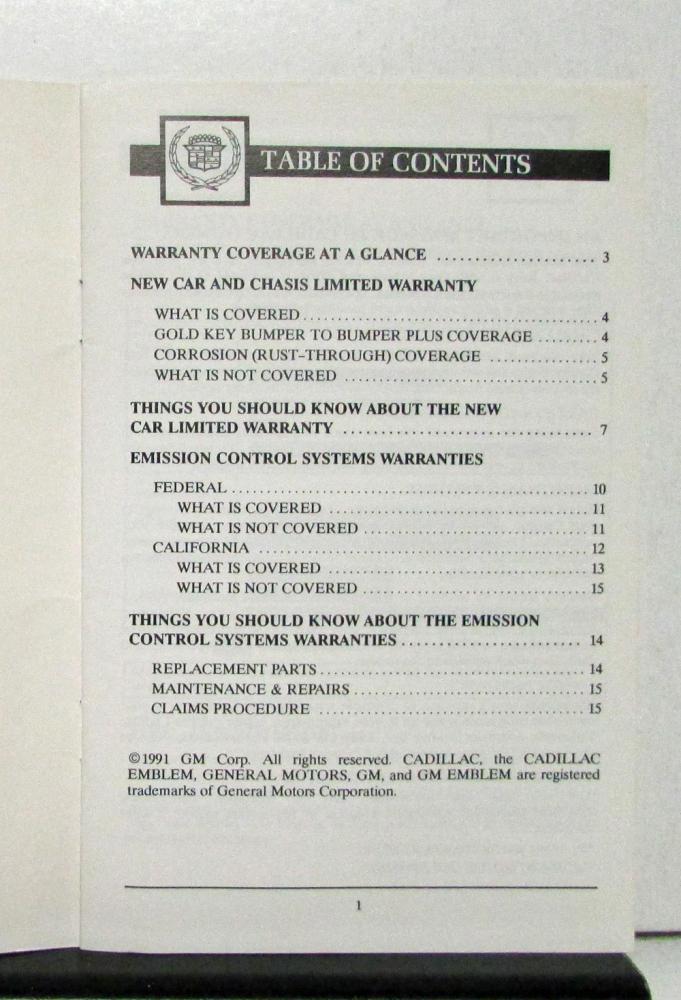 TABLE OF CONTENTS
WARRANTY COVERAGE AT A GLANCE ..................... 3
NEW CAR AND CHASIS LIMITED WARRANTY
WHAT IS COVERED ....................................... 4
GOLD KEY BUMPER TO BUMPER PLUS COVERAGE ......... 4
CORROSION (RUST-THROUGH) COVERAGE ............... 5
WHAT IS NOT COVERED .................................. 5
THINGS YOU SHOULD KNOW ABOUT THE NEW
CAR LIMITED WARRANTY ................................. 7
EMISSION CONTROL SYSTEMS WARRANTIES
FEDERAL ................................................ 10
WHAT IS COVERED .................................... 11
WHAT IS NOT COVERED ............................... 11
CALIFORNIA ............................................. 12
WHAT IS COVERED .................................... 13
WHAT IS NOT COVERED ............................... 15
THINGS YOU SHOULD KNOW ABOUT THE EMISSION
CONTROL SYSTEMS WARRANTIES ........................ 14
REPLACEMENT PARTS .................................... 14
MAINTENANCE & REPAIRS ............................... 15
CLAIMS PROCEDURE ..................................... 15
©1991 GM Corp. All rights reserved. CADILLAC, the CADILLAC
EMBLEM, GENERAL MOTORS, GM, and GM EMBLEM are registered
trademarks of General Motors Corporation.
1